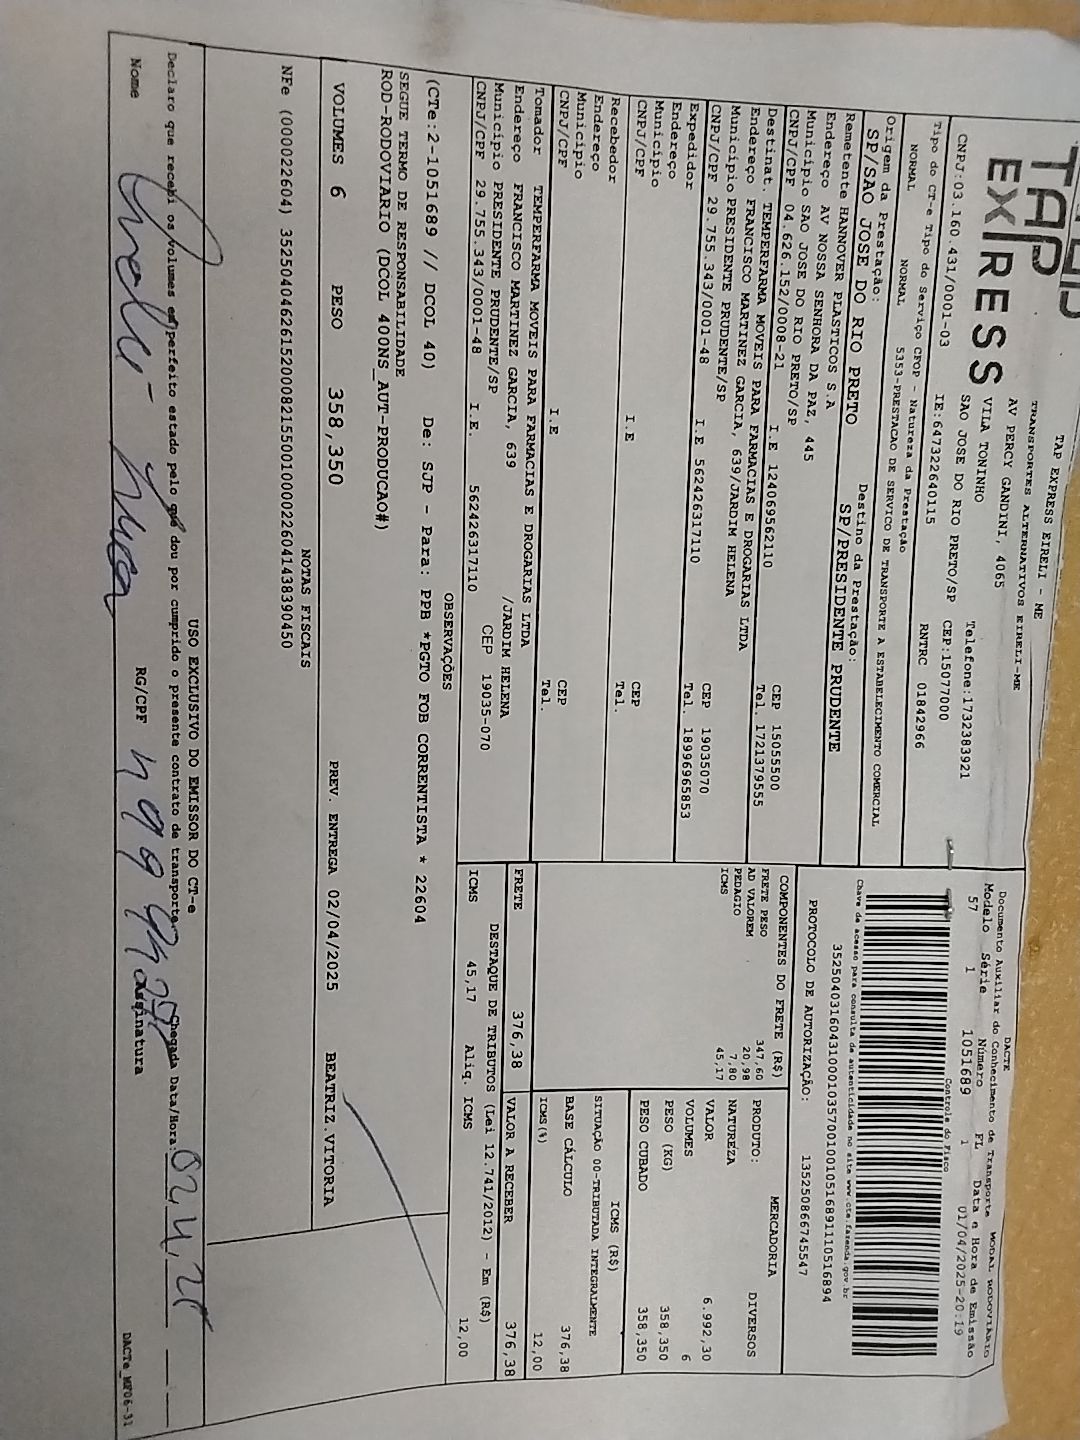 TAP EXPRESS
TAP EXPRESS EIRELI - ME
TRANSPORTES ALTERNATIVOS EIRELI-ME
AV PERCY GANDINI, 4065
VILA TONINHO Telefone:1732383921
SAO JOSE DO RIO PRETO/SP CEP:15077000
CNPJ:03.160.431/0001-03 IE:647322640115 RNTRC 01842966
Tipo do CT-e Tipo do Serviço CFOP - Natureza da Prestação
NORMAL NORMAL 5353-PRESTACAO DE SERVICO DE TRANSPORTE A ESTABELECIMENTO COMERCIAL
Origem da Prestação: Destino da Prestação:
SP/SAO JOSE DO RIO PRETO SP/PRESIDENTE PRUDENTE
Remetente HANNOVER PLASTICOS S.A
Endereço AV NOSSA SENHORA DA PAZ, 445
Município SAO JOSE DO RIO PRETO/SP CEP 15055500
CNPJ/CPF 04.626.152/0008-21 I.E 124069562110 Tel. 1721379555
Destinat. TEMPERFARMA MOVEIS PARA FARMACIAS E DROGARIAS LTDA
Endereço FRANCISCO MARTINEZ GARCIA, 639/JARDIM HELENA
Município PRESIDENTE PRUDENTE/SP CEP 19035070
CNPJ/CPF 29.755.343/0001-48 I.E 562426317110 Tel. 18996965853
Expedidor
Endereço
Município CEP
CNPJ/CPF I.E Tel.
Recebedor
Endereço
Município CEP
CNPJ/CPF I.E Tel.
Tomador TEMPERFARMA MOVEIS PARA FARMACIAS E DROGARIAS LTDA
Endereço FRANCISCO MARTINEZ GARCIA, 639 /JARDIM HELENA
Município PRESIDENTE PRUDENTE/SP CEP 19035-070
CNPJ/CPF 29.755.343/0001-48 I.E. 562426317110
DACTE MODAL RODOVIÁRIO
Documento Auxiliar do Conhecimento de Transporte
Modelo Série Número FL Data e Hora de Emissão
57 1 1051689 1 01/04/2025-20:19
Controle do Fisco
35250403160431000103570010010516891110516894
Chave de acesso para consulta de autenticidade no site www.cte.fazenda.gov.br
PROTOCOLO DE AUTORIZAÇÃO: 135250866745547
COMPONENTES DO FRETE (R$)
FRETE PESO 347,60
AD VALOREM 20,98
PEDAGIO 7,80
ICMS 45,17
MERCADORIA
PRODUTO: DIVERSOS
NATUREZA
VALOR 6.992,30
VOLUMES 6
PESO (KG) 358,350
PESO CUBADO 358,350
ICMS (R$)
SITUAÇÃO 00-TRIBUTADA INTEGRALMENTE
BASE CÁLCULO 376,38
ICMS(%) 12,00
FRETE 376,38 VALOR A RECEBER 376,38
DESTAQUE DE TRIBUTOS (Lei 12.741/2012) - Em (R$)
ICMS 45,17 Aliq. ICMS 12,00
OBSERVAÇÕES
(CTe:2-1051689 // DCOL 40) De: SJP - Para: PPB *PGTO FOB CORRENTISTA * 22604
SEGUE TERMO DE RESPONSABILIDADE
ROD-RODOVIARIO (DCOL 400NS_AUT-PRODUCAO#)
VOLUMES 6 PESO 358,350 PREV. ENTREGA 02/04/2025 BEATRIZ.VITORIA
NOTAS FISCAIS
NFe (000022604) 35250404626152000821550010000226041438390450
USO EXCLUSIVO DO EMISSOR DO CT-e
Declaro que recebi os volumes em perfeito estado pelo que dou por cumprido o presente contrato de transporte. Chegada Data/Hora: 02,4,25
Nome RG/CPF Assinatura
DACTe_MF06-31